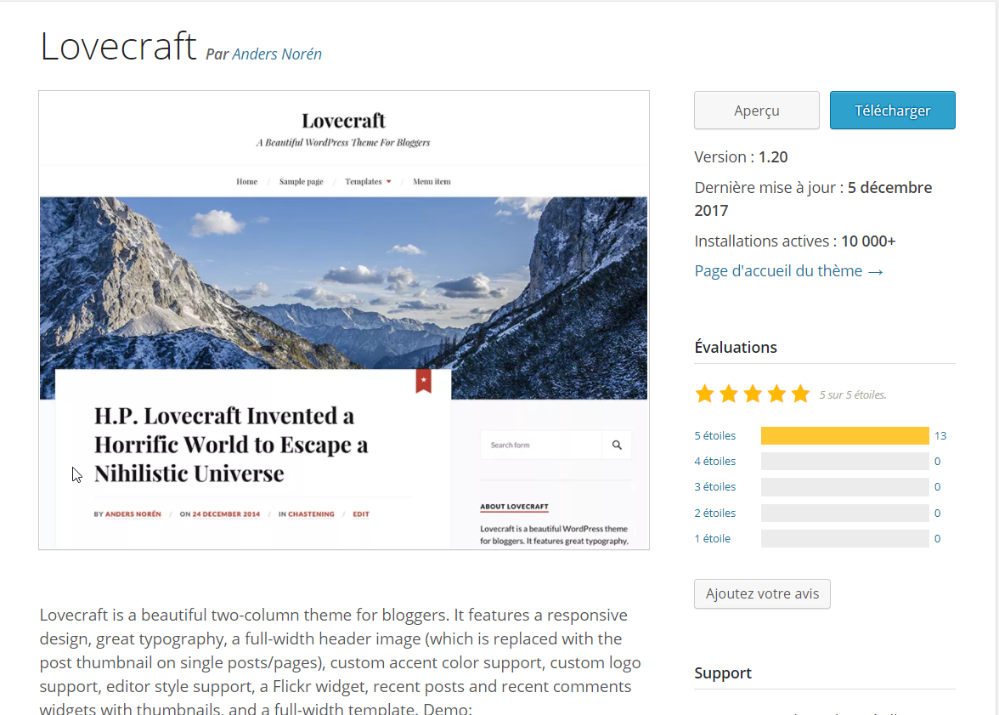 Lovecraft Par Anders Norén
Lovecraft
A Beautiful WordPress Theme For Bloggers
Home / Sample page / Templates / Menu item
H.P. Lovecraft Invented a
Horrific World to Escape a
Nihilistic Universe
BY ANDERS NORÉN / ON 24 DECEMBER 2014 / IN CHASTENING / EDIT
Search form
ABOUT LOVECRAFT
Lovecraft is a beautiful WordPress theme
for bloggers. It features great typography,
Lovecraft is a beautiful two-column theme for bloggers. It features a responsive
design, great typography, a full-width header image (which is replaced with the
post thumbnail on single posts/pages), custom accent color support, custom logo
support, editor style support, a Flickr widget, recent posts and recent comments
widgets with thumbnails, and a full-width template. Demo:
Aperçu
Télécharger
Version : 1.20
Dernière mise à jour : 5 décembre
2017
Installations actives : 10 000+
Page d'accueil du thème →
Évaluations
5 sur 5 étoiles.
5 étoiles 13
4 étoiles 0
3 étoiles 0
2 étoiles 0
1 étoile 0
Ajoutez votre avis
Support